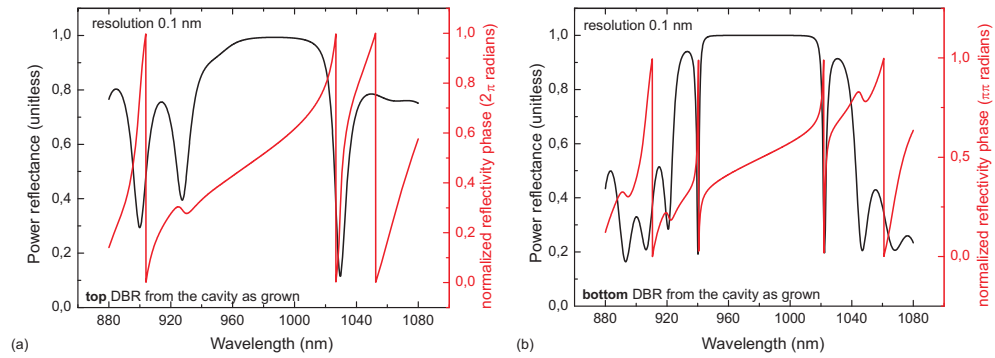 resolution 0.1 nm
1,0
0,8
0,6
0,4
0,2
0,0
Power reflectance (unitless)
1,0
0,8
0,6
0,4
0,2
0,0
normalized reflectivity phase (2π radians)
top DBR from the cavity as grown
880 920 960 1000 1040 1080
Wavelength (nm)
(a)
resolution 0.1 nm
1,0
0,8
0,6
0,4
0,2
0,0
Power reflectance (unitless)
1,0
0,5
0,0
normalized reflectivity phase (ππ radians)
bottom DBR from the cavity as grown
880 920 960 1000 1040 1080
Wavelength (nm)
(b)